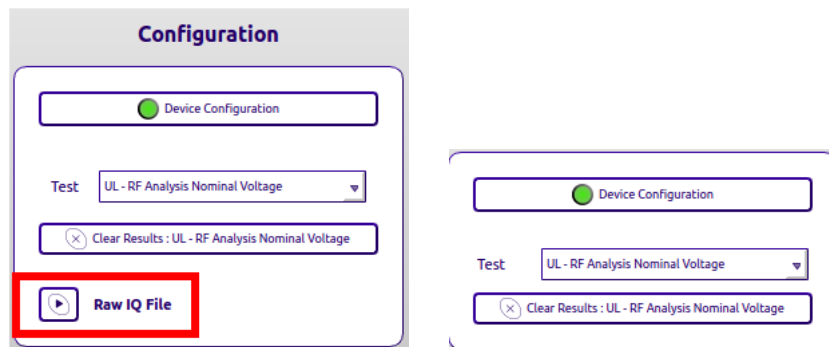 Configuration
Device Configuration
Test UL - RF Analysis Nominal Voltage
Clear Results : UL - RF Analysis Nominal Voltage
Raw IQ File
Device Configuration
Test UL - RF Analysis Nominal Voltage
Clear Results : UL - RF Analysis Nominal Voltage